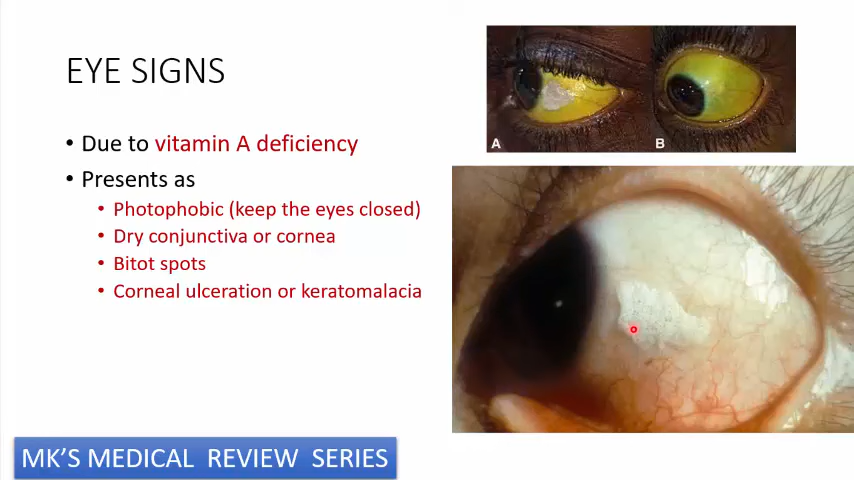 EYE SIGNS
• Due to vitamin A deficiency
• Presents as
• Photophobic (keep the eyes closed)
• Dry conjunctiva or cornea
• Bitot spots
• Corneal ulceration or keratomalacia
A
B
MK'S MEDICAL REVIEW SERIES